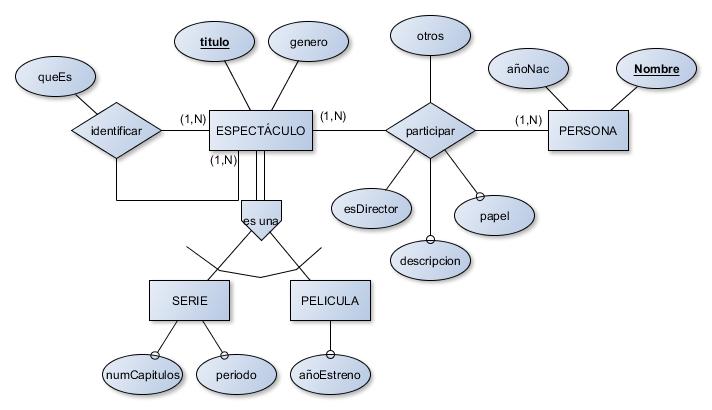 otros
titulo
genero
queEs
añoNac
Nombre
(1,N)
(1,N)
(1,N)
identificar
ESPECTÁCULO
participar
PERSONA
(1,N)
es una
esDirector
papel
descripcion
SERIE
PELICULA
numCapitulos
periodo
añoEstreno